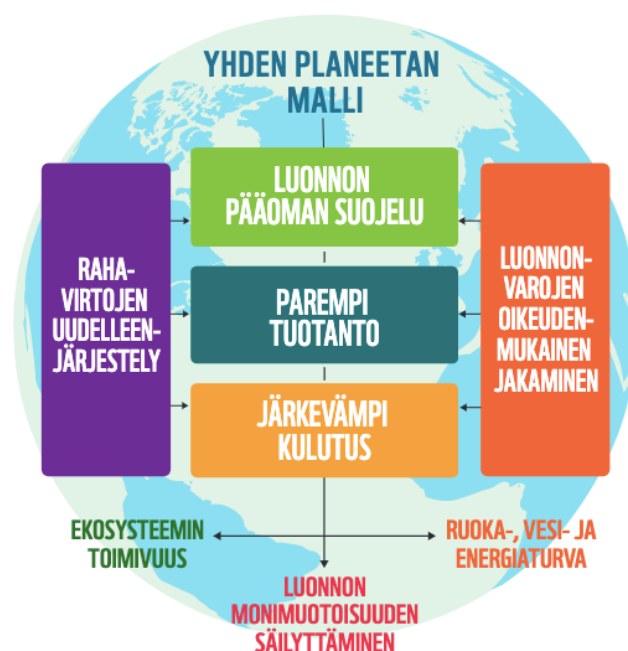 YHDEN PLANEETAN
MALLI
LUONNON
PÄÄOMAN SUOJELU
RAHA-
VIRTOJEN
UUDELLEEN-
JÄRJESTELY
PAREMPI
TUOTANTO
LUONNON-
VAROJEN
OIKEUDEN-
MUKAINEN
JAKAMINEN
JÄRKEVÄMPI
KULUTUS
EKOSYSTEEMIN
TOIMIVUUS
RUOKA-, VESI- JA
ENERGIATURVA
LUONNON
MONIMUOTOISUUDEN
SÄILYTTÄMINEN